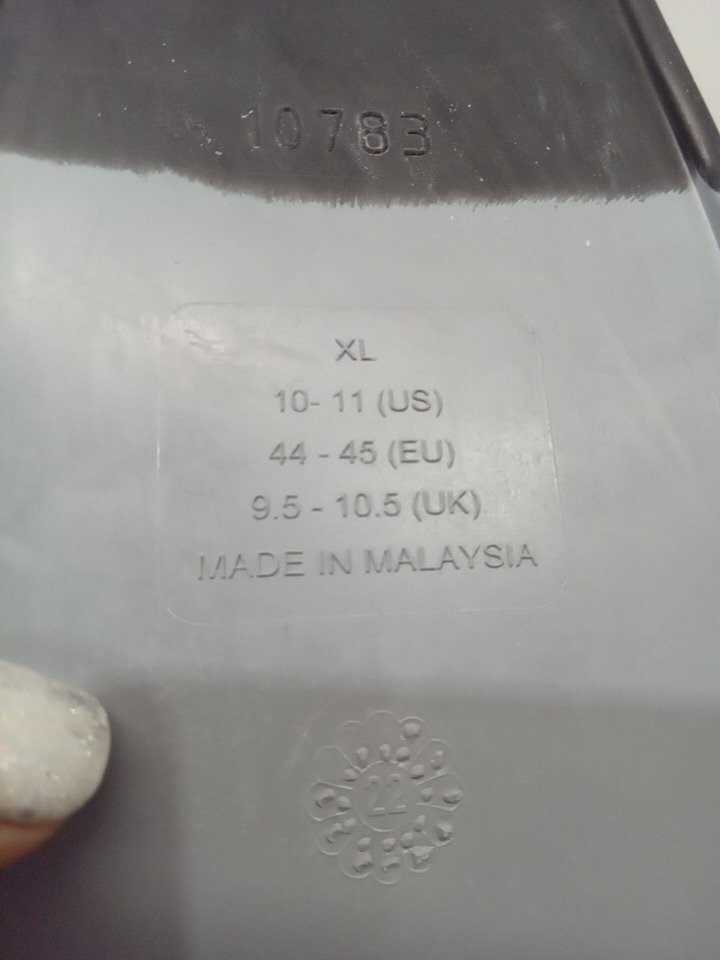 10783
XL
10- 11 (US)
44 - 45 (EU)
9.5 - 10.5 (UK)
MADE IN MALAYSIA
22